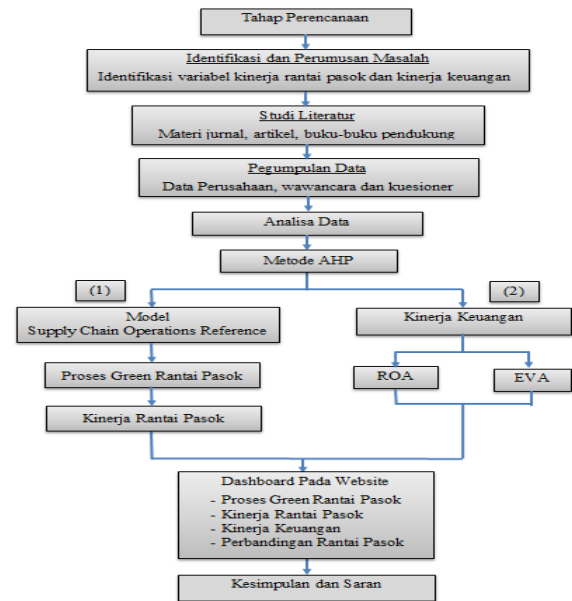 Tahap Perencanaan
Identifikasi dan Perumusan Masalah
Identifikasi variabel kinerja rantai pasok dan kinerja keuangan
Studi Literatur
Materi jurnal, artikel, buku-buku pendukung
Pegumpulan Data
Data Perusahaan, wawancara dan kuesioner
Analisa Data
Metode AHP
(1)
Model
Supply Chain Operations Reference
Proses Green Rantai Pasok
Kinerja Rantai Pasok
(2)
Kinerja Keuangan
ROA
EVA
Dashboard Pada Website
- Proses Green Rantai Pasok
- Kinerja Rantai Pasok
- Kinerja Keuangan
- Perbandingan Rantai Pasok
Kesimpulan dan Saran